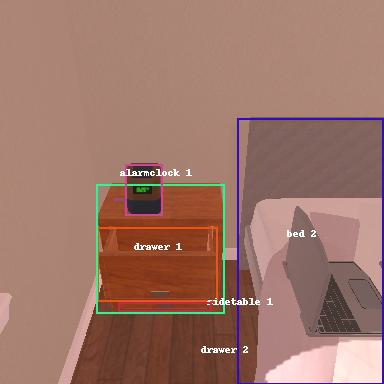 alarmclock 1
drawer 1
bed 2
sidetable 1
drawer 2